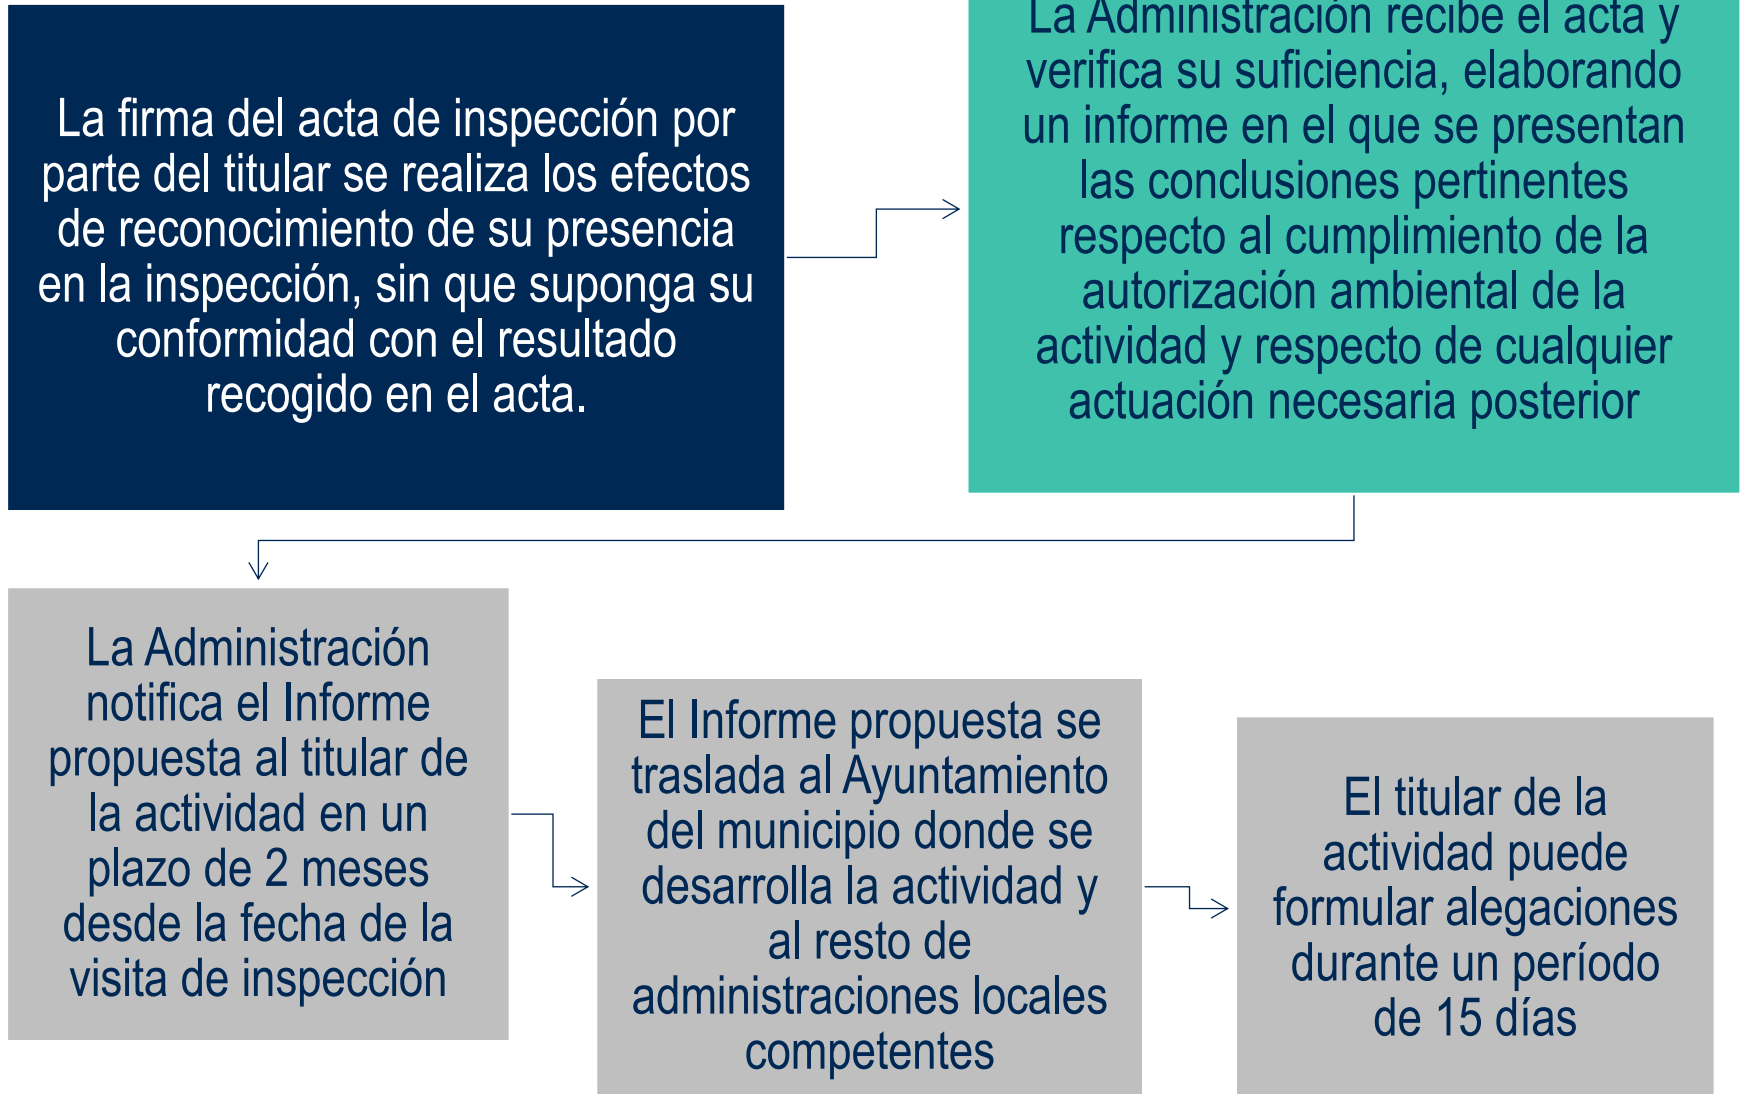 La firma del acta de inspección por
parte del titular se realiza los efectos
de reconocimiento de su presencia
en la inspección, sin que suponga su
conformidad con el resultado
recogido en el acta.
La Administración recibe el acta y
verifica su suficiencia, elaborando
un informe en el que se presentan
las conclusiones pertinentes
respecto al cumplimiento de la
autorización ambiental de la
actividad y respecto de cualquier
actuación necesaria posterior
La Administración
notifica el Informe
propuesta al titular de
la actividad en un
plazo de 2 meses
desde la fecha de la
visita de inspección
El Informe propuesta se
traslada al Ayuntamiento
del municipio donde se
desarrolla la actividad y
al resto de
administraciones locales
competentes
El titular de la
actividad puede
formular alegaciones
durante un período
de 15 días